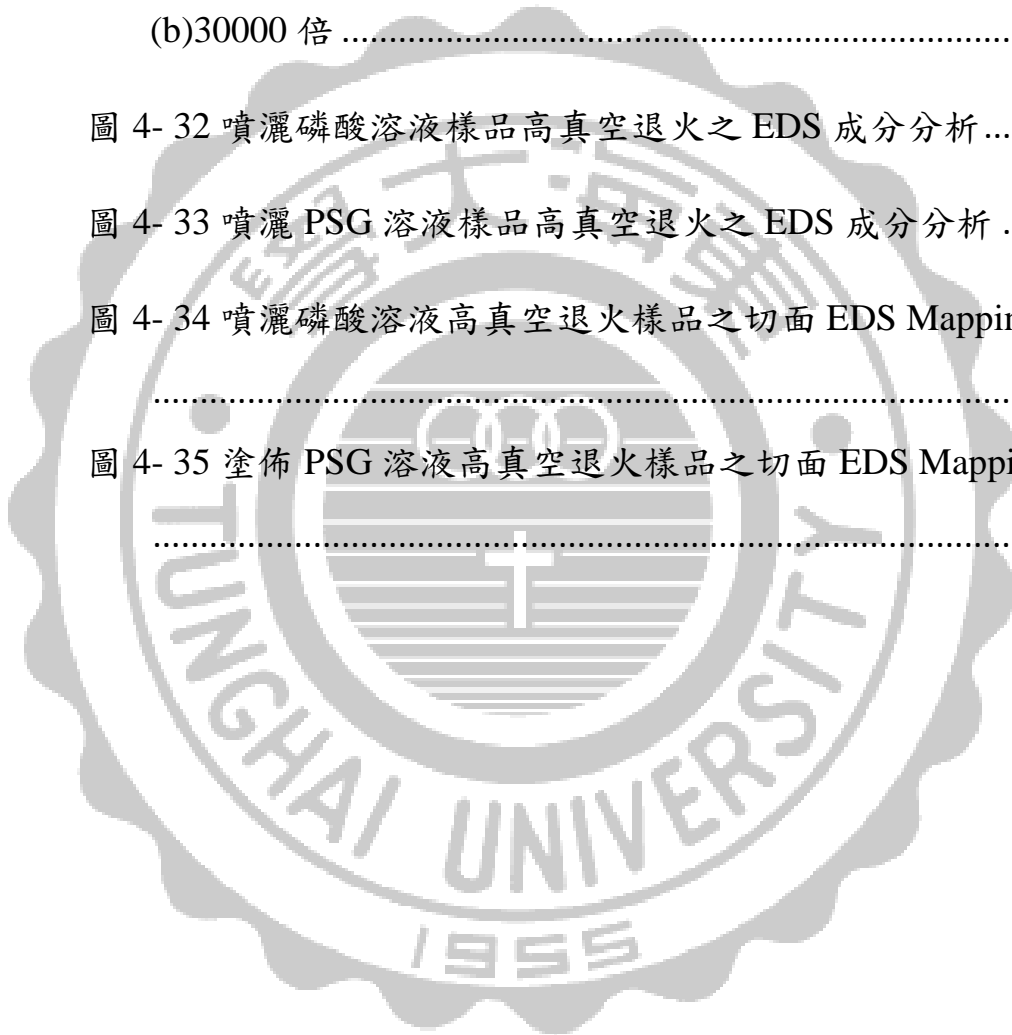 (b)30000 倍 ........................................................................
圖 4- 32 噴灑磷酸溶液樣品高真空退火之 EDS 成分分析...
圖 4- 33 噴灑 PSG 溶液樣品高真空退火之 EDS 成分分析 .
圖 4- 34 噴灑磷酸溶液高真空退火樣品之切面 EDS Mappin
............................................................................................
圖 4- 35 塗佈 PSG 溶液高真空退火樣品之切面 EDS Mappi
............................................................................................
學大海東
TUNGHAI UNIVERSITY
1955